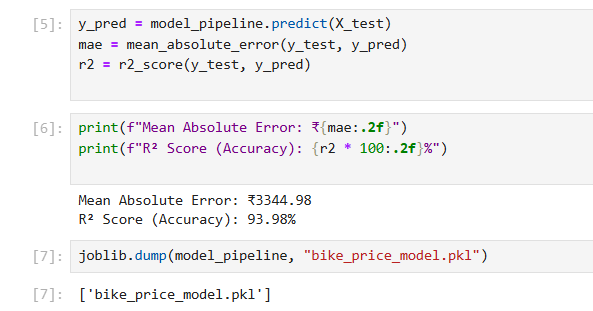 [5]: y_pred = model_pipeline.predict(X_test)
mae = mean_absolute_error(y_test, y_pred)
r2 = r2_score(y_test, y_pred)
[6]: print(f"Mean Absolute Error: ₹{mae:.2f}")
print(f"R² Score (Accuracy): {r2 * 100:.2f}%")
Mean Absolute Error: ₹3344.98
R² Score (Accuracy): 93.98%
[7]: joblib.dump(model_pipeline, "bike_price_model.pkl")
[7]: ['bike_price_model.pkl']